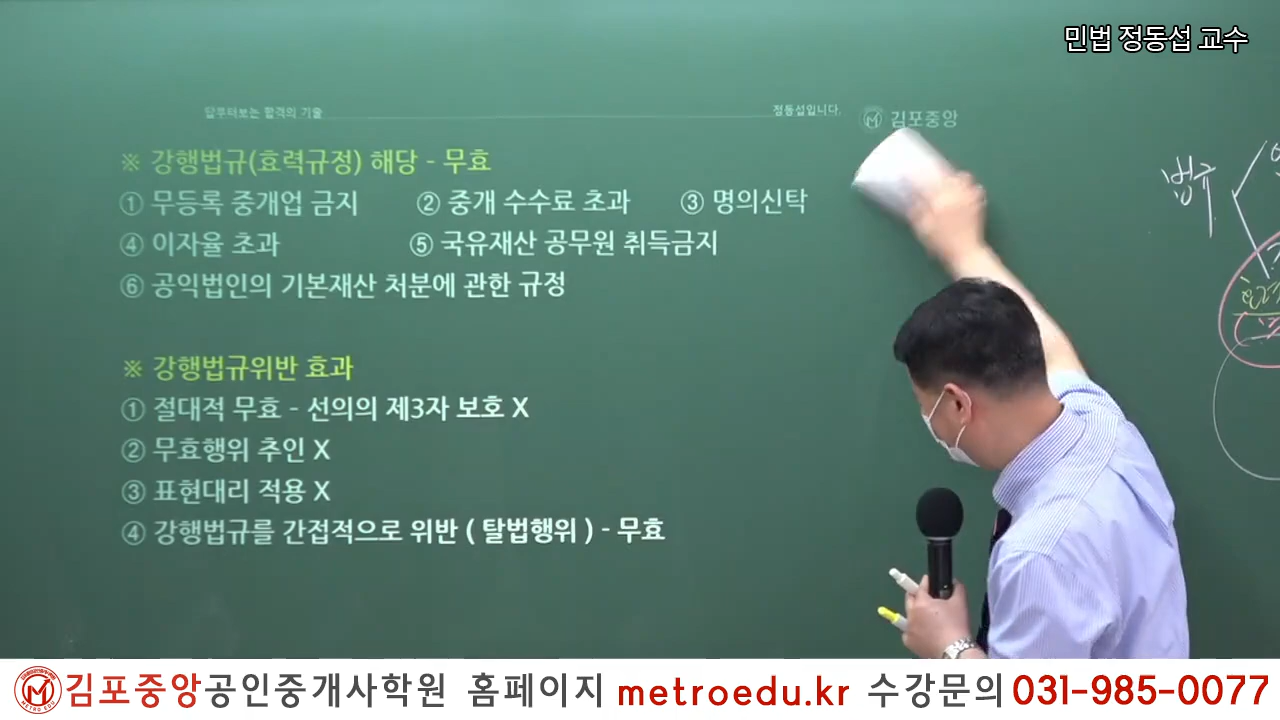 민법 정동섭 교수
답부터보는 합격의 기술
정동섭입니다.
김포중앙
※ 강행법규(효력규정) 해당 - 무효
① 무등록 중개업 금지 ② 중개 수수료 초과 ③ 명의신탁
④ 이자율 초과 ⑤ 국유재산 공무원 취득금지
⑥ 공익법인의 기본재산 처분에 관한 규정
※ 강행법규위반 효과
① 절대적 무효 - 선의의 제3자 보호 X
② 무효행위 추인 X
③ 표현대리 적용 X
④ 강행법규를 간접적으로 위반 ( 탈법행위 ) - 무효
법규
METRO EDU
김포중앙공인중개사학원 홈페이지 metroedu.kr 수강문의 031-985-0077